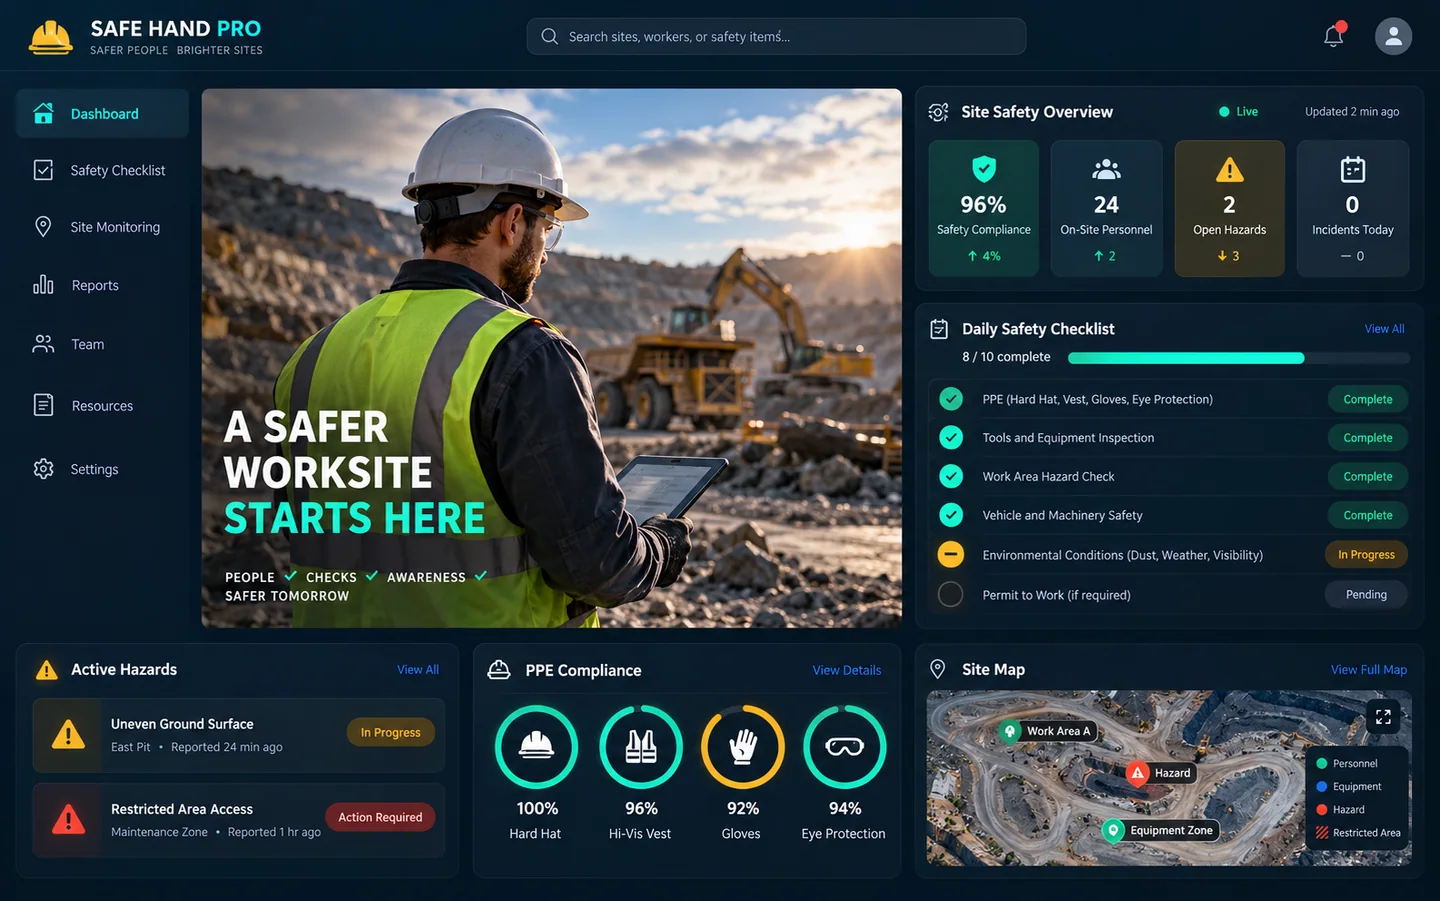 SAFE HAND PRO
SAFER PEOPLE BRIGHTER SITES
Search sites, workers, or safety items...
Dashboard
Safety Checklist
Site Monitoring
Reports
Team
Resources
Settings
A SAFER
WORKSITE
STARTS HERE
PEOPLE CHECKS AWARENESS
SAFER TOMORROW
Site Safety Overview
Live
Updated 2 min ago
96%
Safety Compliance
↑ 4%
24
On-Site Personnel
↑ 2
2
Open Hazards
↓ 3
0
Incidents Today
— 0
Daily Safety Checklist
View All
8 / 10 complete
PPE (Hard Hat, Vest, Gloves, Eye Protection) Complete
Tools and Equipment Inspection Complete
Work Area Hazard Check Complete
Vehicle and Machinery Safety Complete
Environmental Conditions (Dust, Weather, Visibility) In Progress
Permit to Work (if required) Pending
Active Hazards
View All
Uneven Ground Surface
East Pit • Reported 24 min ago
In Progress
Restricted Area Access
Maintenance Zone • Reported 1 hr ago
Action Required
PPE Compliance
View Details
100%
Hard Hat
96%
Hi-Vis Vest
92%
Gloves
94%
Eye Protection
Site Map
View Full Map
Work Area A
Hazard
Equipment Zone
Personnel
Equipment
Hazard
Restricted Area